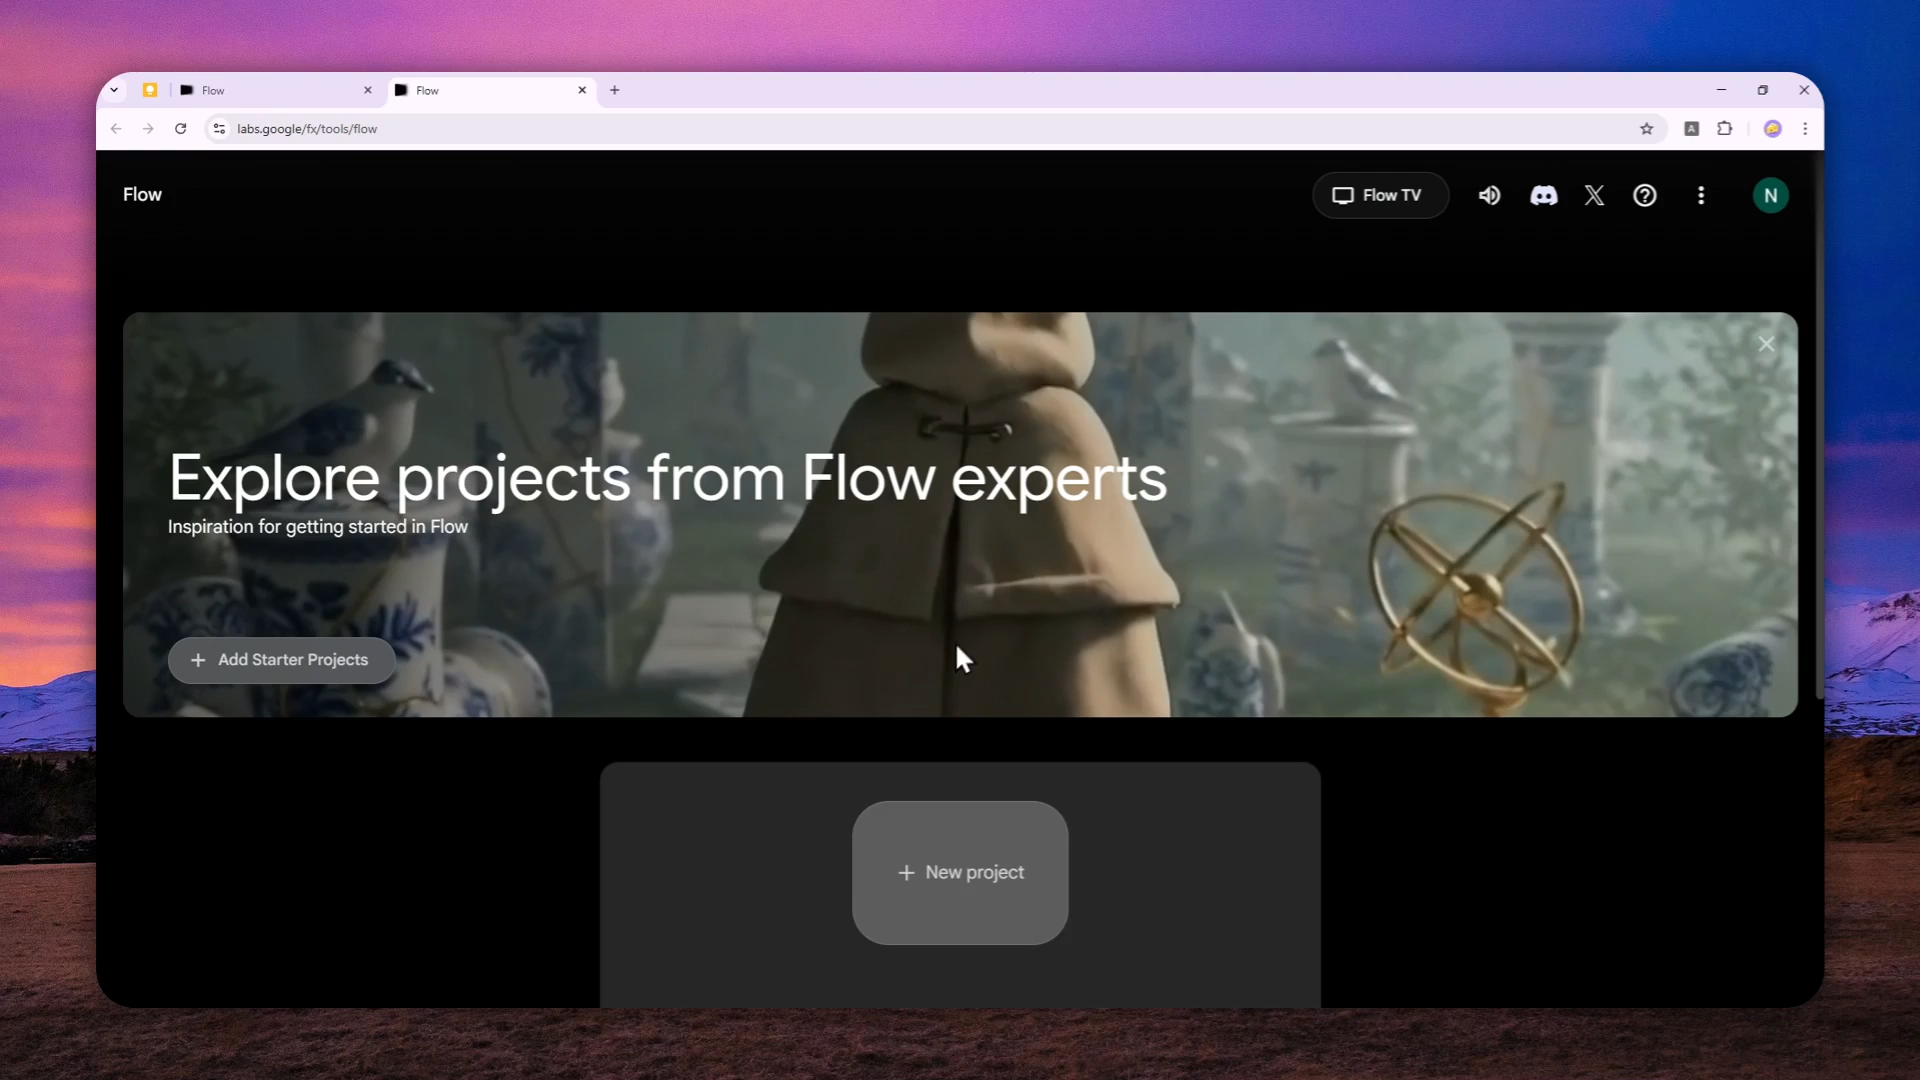 Flow
Flow
labs.google/fx/tools/flow
A
Flow
Flow TV
N
Explore projects from Flow experts
Inspiration for getting started in Flow
+ Add Starter Projects
+ New project